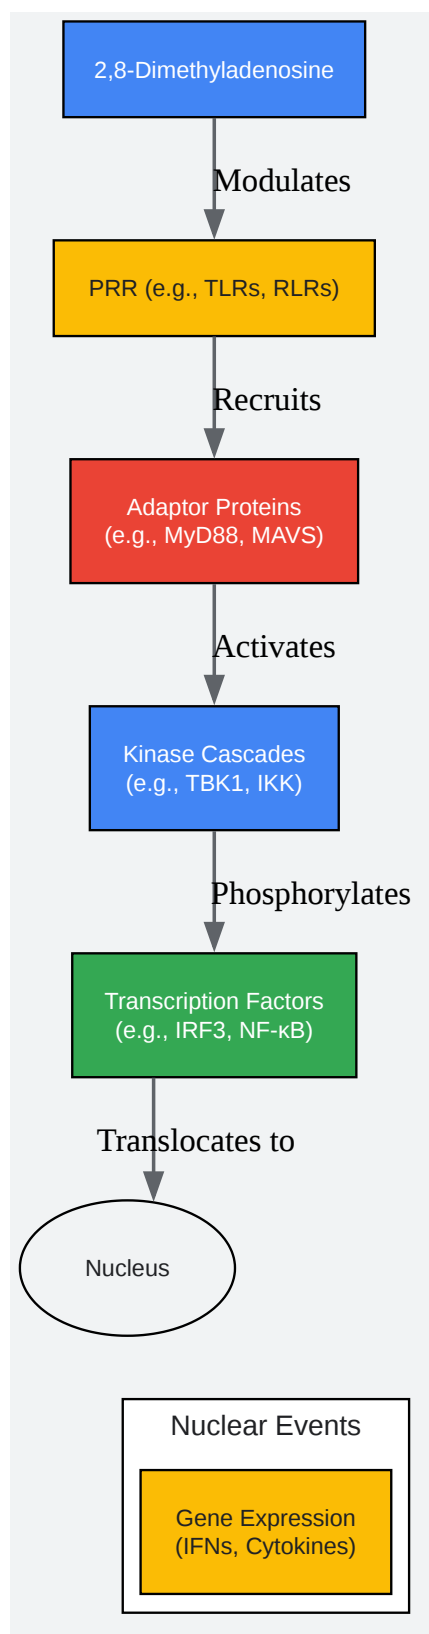 2,8-Dimethyladenosine
Modulates
PRR (e.g., TLRs, RLRs)
Recruits
Adaptor Proteins
(e.g., MyD88, MAVS)
Activates
Kinase Cascades
(e.g., TBK1, IKK)
Phosphorylates
Transcription Factors
(e.g., IRF3, NF-κB)
Translocates to
Nucleus
Nuclear Events
Gene Expression
(IFNs, Cytokines)